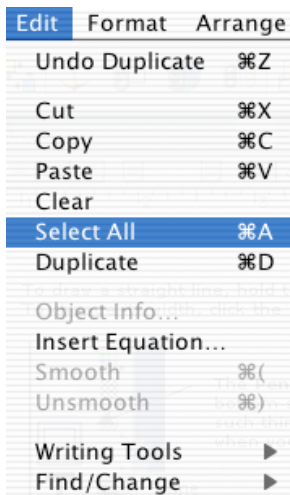 Edit Format Arrange
Undo Duplicate ⌘Z
Cut ⌘X
Copy ⌘C
Paste ⌘V
Clear
Select All ⌘A
Duplicate ⌘D
Object Info...
Insert Equation...
Smooth ⌘(
Unsmooth ⌘)
Writing Tools ▶
Find/Change ▶